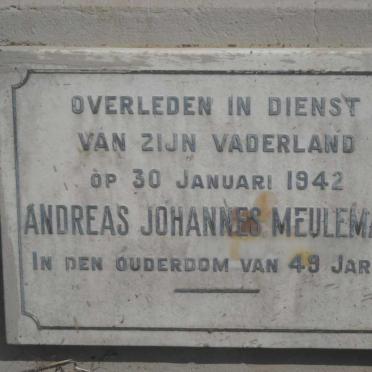 OVERLEDEN IN DIENST
VAN ZIJN VADERLAND
OP 30 JANUARI 1942
ANDREAS JOHANNES MEULEMA
IN DEN OUDERDOM VAN 49 JAR